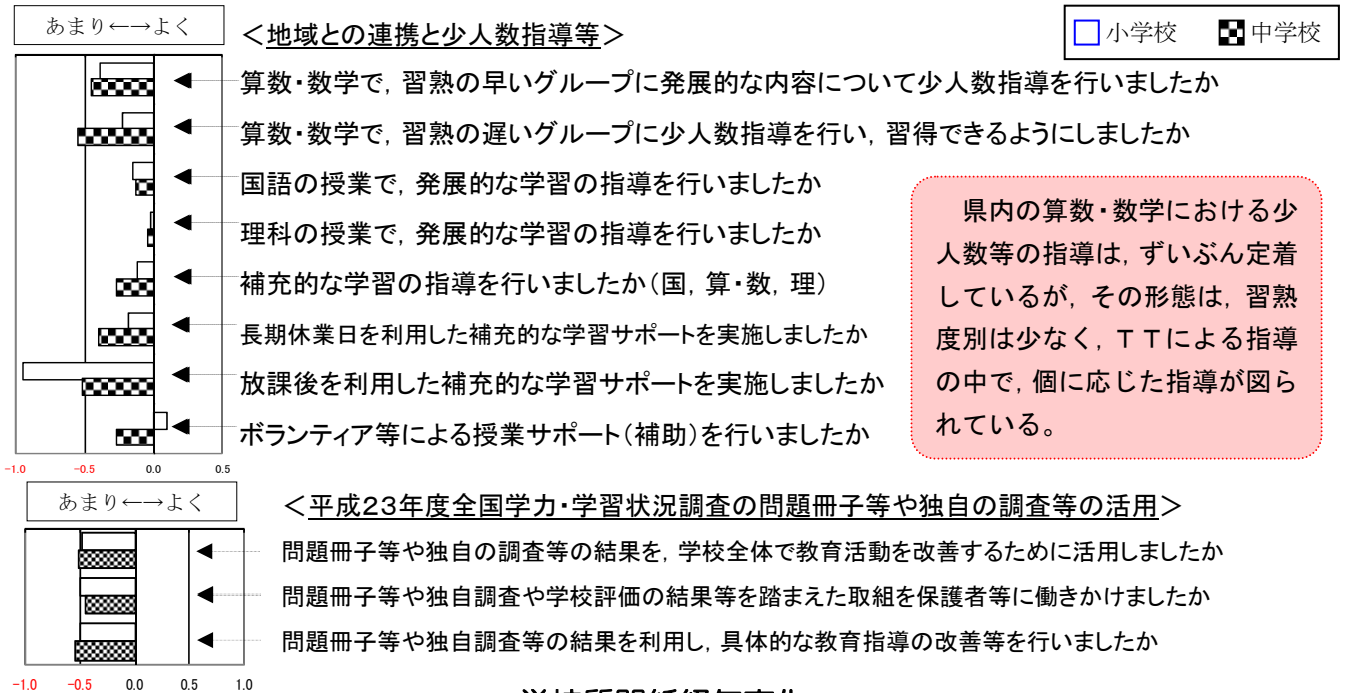 あまり←→よく
＜地域との連携と少人数指導等＞
小学校 中学校
算数・数学で，習熟の早いグループに発展的な内容について少人数指導を行いましたか
算数・数学で，習熟の遅いグループに少人数指導を行い，習得できるようにしましたか
国語の授業で，発展的な学習の指導を行いましたか
理科の授業で，発展的な学習の指導を行いましたか
補充的な学習の指導を行いましたか（国，算・数，理）
長期休業日を利用した補充的な学習サポートを実施しましたか
放課後を利用した補充的な学習サポートを実施しましたか
ボランティア等による授業サポート（補助）を行いましたか
-1.0 -0.5 0.0 0.5
県内の算数・数学における少
人数等の指導は，ずいぶん定着
しているが，その形態は，習熟
度別は少なく，ＴＴによる指導
の中で，個に応じた指導が図ら
れている。
あまり←→よく
＜平成２３年度全国学力・学習状況調査の問題冊子等や独自の調査等の活用＞
問題冊子等や独自の調査等の結果を，学校全体で教育活動を改善するために活用しましたか
問題冊子等や独自調査や学校評価の結果等を踏まえた取組を保護者等に働きかけましたか
問題冊子等や独自調査等の結果を利用し，具体的な教育指導の改善等を行いましたか
-1.0 -0.5 0.0 0.5 1.0